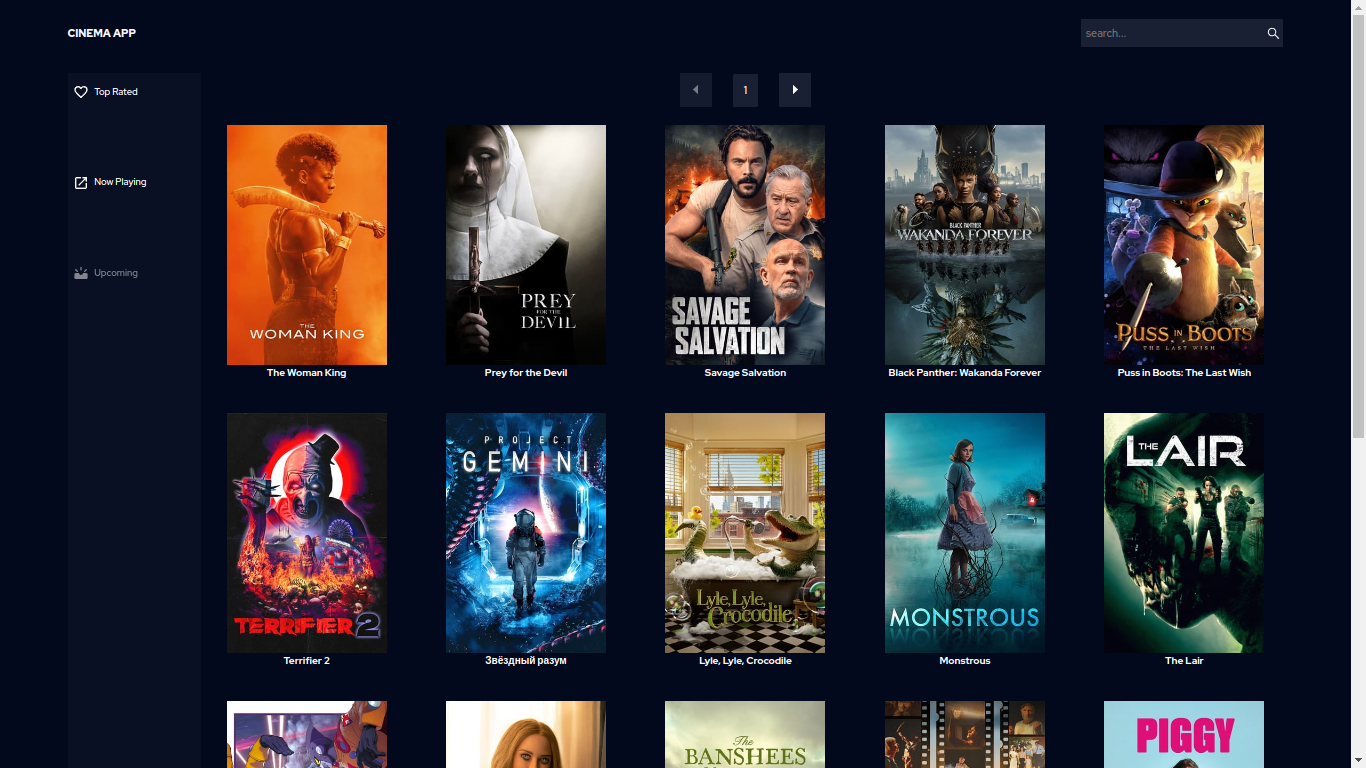 CINEMA APP
search...
Top Rated
Now Playing
Upcoming
1
THE
WOMAN KING
The Woman King
PREY
FOR THE
DEVIL
Prey for the Devil
SAVAGE
SALVATION
Savage Salvation
BLACK PANTHER
WAKANDA FOREVER
Black Panther: Wakanda Forever
PUSS IN BOOTS
THE LAST WISH
Puss in Boots: The Last Wish
TERRIFIER 2
Terrifier 2
PROJECT
GEMINI
Звёздный разум
Lyle, Lyle,
Crocodile
Lyle, Lyle, Crocodile
MONSTROUS
Monstrous
THE LAIR
The Lair
The
BANSHEES
PIGGY